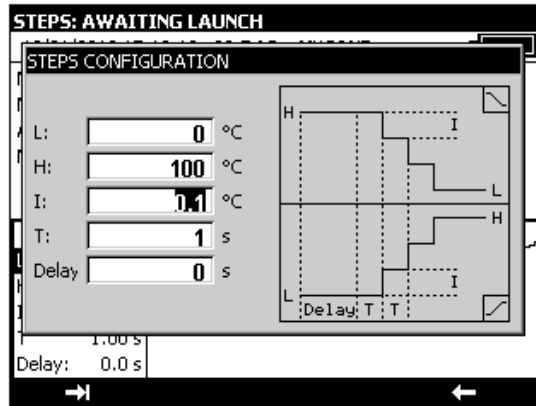 STEPS: AWAITING LAUNCH
STEPS CONFIGURATION
L: 0 °C
H: 100 °C
I: 0.1 °C
T: 1 s
Delay 0 s
H
I
L
H
I
L
Delay T T
1.00 s
Delay: 0.0 s